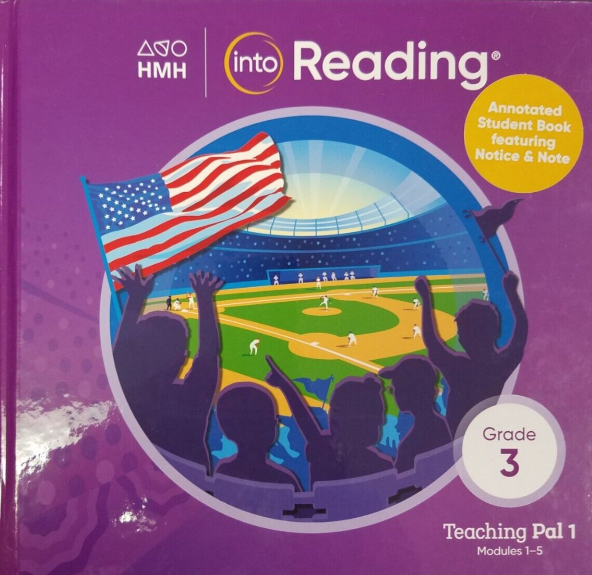 HMH
into Reading®
Annotated
Student Book
featuring
Notice & Note
Grade
3
Teaching Pal 1
Modules 1–5